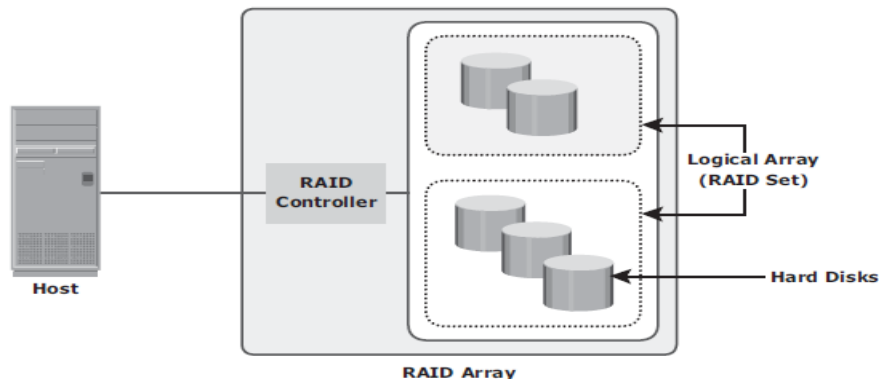 Host
RAID
Controller
Logical Array
(RAID Set)
Hard Disks
RAID Array